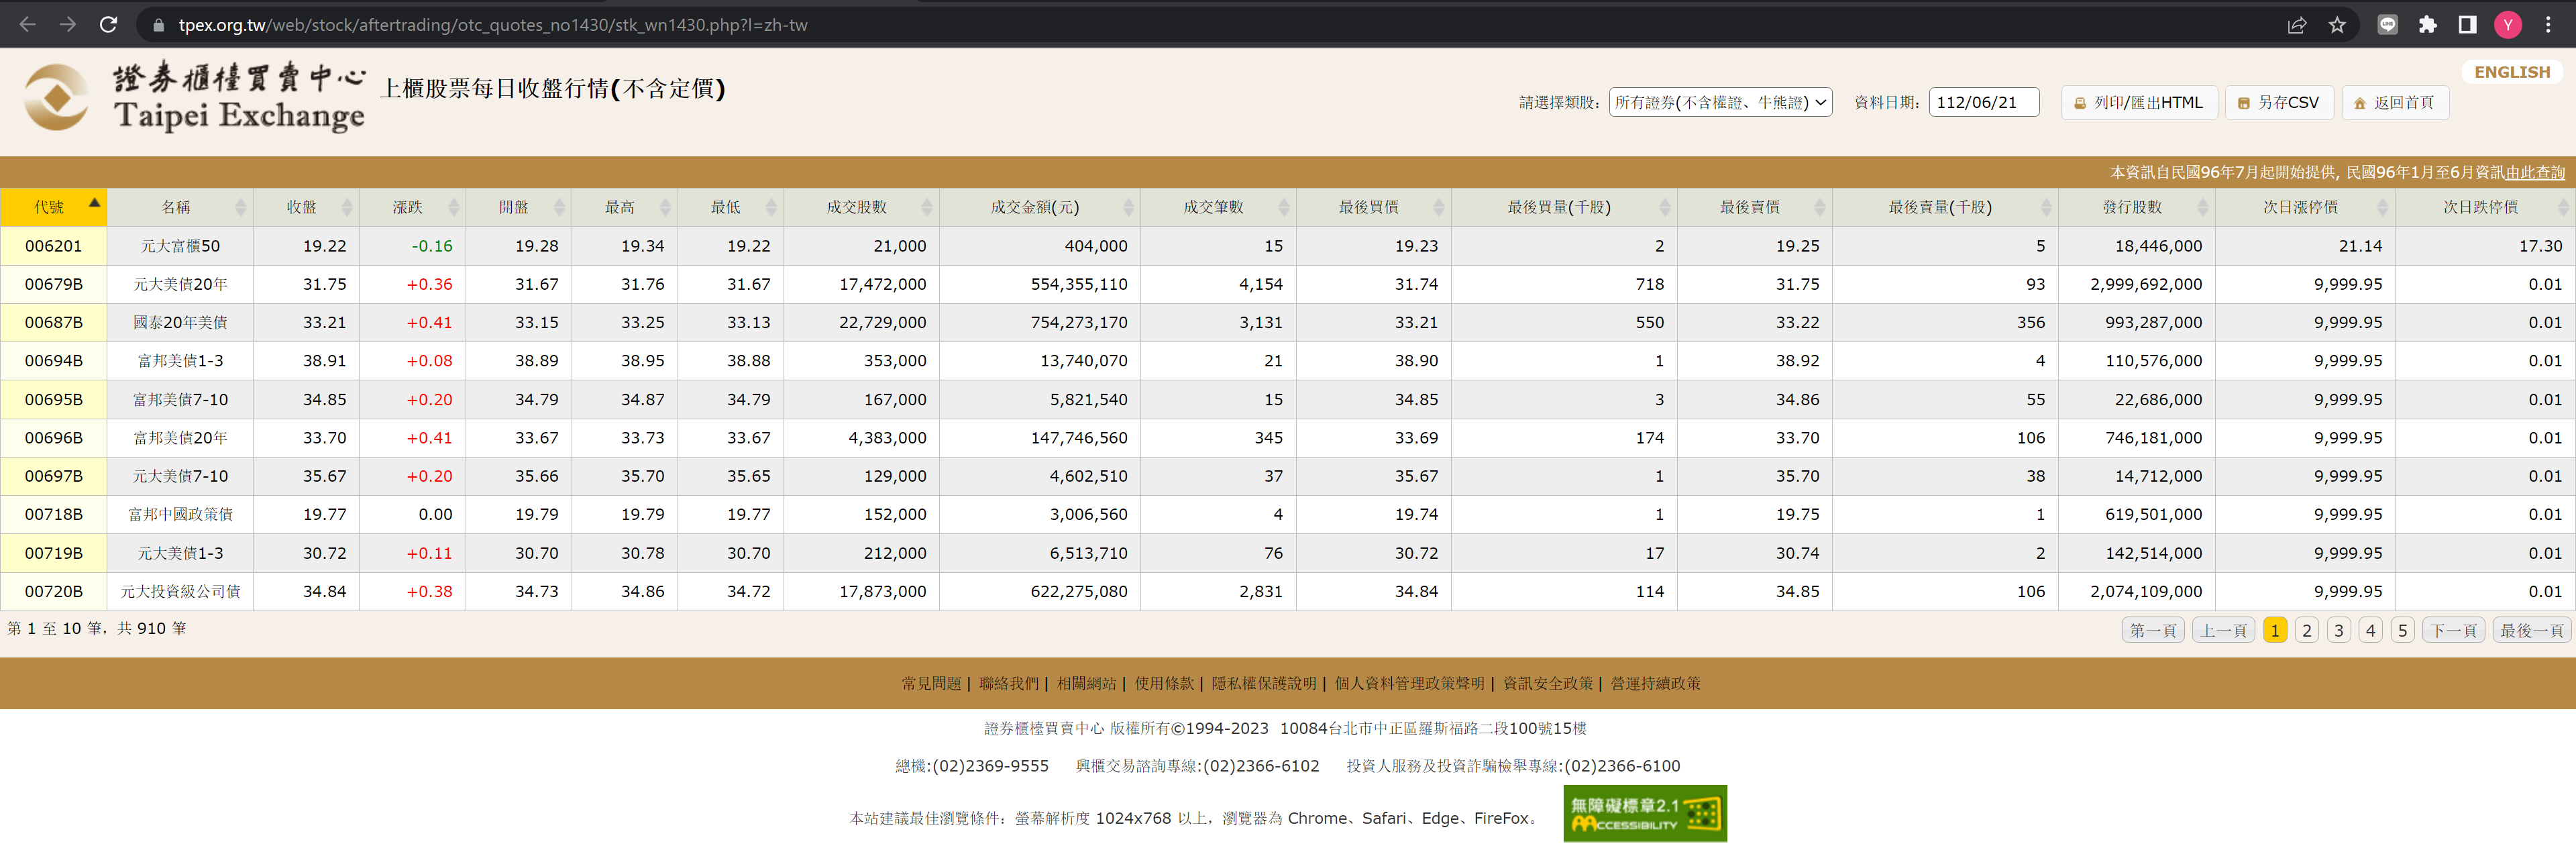 tpex.org.tw/web/stock/aftertrading/otc_quotes_no1430/stk_wn1430.php?l=zh-tw
Y
ENGLISH
證券櫃檯買賣中心
Taipei Exchange
上櫃股票每日收盤行情(不含定價)
請選擇類股: 所有證券(不含權證、牛熊證) 資料日期: 112/06/21 列印/匯出HTML 另存CSV 返回首頁
本資訊自民國96年7月起開始提供, 民國96年1月至6月資訊由此查詢
代號 名稱 收盤 漲跌 開盤 最高 最低 成交股數 成交金額(元) 成交筆數 最後買價 最後買量(千股) 最後賣價 最後賣量(千股) 發行股數 次日漲停價 次日跌停價
006201 元大富櫃50 19.22 -0.16 19.28 19.34 19.22 21,000 404,000 15 19.23 2 19.25 5 18,446,000 21.14 17.30
00679B 元大美債20年 31.75 +0.36 31.67 31.76 31.67 17,472,000 554,355,110 4,154 31.74 718 31.75 93 2,999,692,000 9,999.95 0.01
00687B 國泰20年美債 33.21 +0.41 33.15 33.25 33.13 22,729,000 754,273,170 3,131 33.21 550 33.22 356 993,287,000 9,999.95 0.01
00694B 富邦美債1-3 38.91 +0.08 38.89 38.95 38.88 353,000 13,740,070 21 38.90 1 38.92 4 110,576,000 9,999.95 0.01
00695B 富邦美債7-10 34.85 +0.20 34.79 34.87 34.79 167,000 5,821,540 15 34.85 3 34.86 55 22,686,000 9,999.95 0.01
00696B 富邦美債20年 33.70 +0.41 33.67 33.73 33.67 4,383,000 147,746,560 345 33.69 174 33.70 106 746,181,000 9,999.95 0.01
00697B 元大美債7-10 35.67 +0.20 35.66 35.70 35.65 129,000 4,602,510 37 35.67 1 35.70 38 14,712,000 9,999.95 0.01
00718B 富邦中國政策債 19.77 0.00 19.79 19.79 19.77 152,000 3,006,560 4 19.74 1 19.75 1 619,501,000 9,999.95 0.01
00719B 元大美債1-3 30.72 +0.11 30.70 30.78 30.70 212,000 6,513,710 76 30.72 17 30.74 2 142,514,000 9,999.95 0.01
00720B 元大投資級公司債 34.84 +0.38 34.73 34.86 34.72 17,873,000 622,275,080 2,831 34.84 114 34.85 106 2,074,109,000 9,999.95 0.01
第 1 至 10 筆, 共 910 筆 第一頁 上一頁 1 2 3 4 5 下一頁 最後一頁
常見問題 | 聯絡我們 | 相關網站 | 使用條款 | 隱私權保護說明 | 個人資料管理政策聲明 | 資訊安全政策 | 營運持續政策
證券櫃檯買賣中心 版權所有©1994-2023 10084台北市中正區羅斯福路二段100號15樓
總機:(02)2369-9555 興櫃交易諮詢專線:(02)2366-6102 投資人服務及投資詐騙檢舉專線:(02)2366-6100
本站建議最佳瀏覽條件: 螢幕解析度 1024x768 以上, 瀏覽器為 Chrome、Safari、Edge、FireFox。
無障礙標章2.1
ACCESSIBILITY